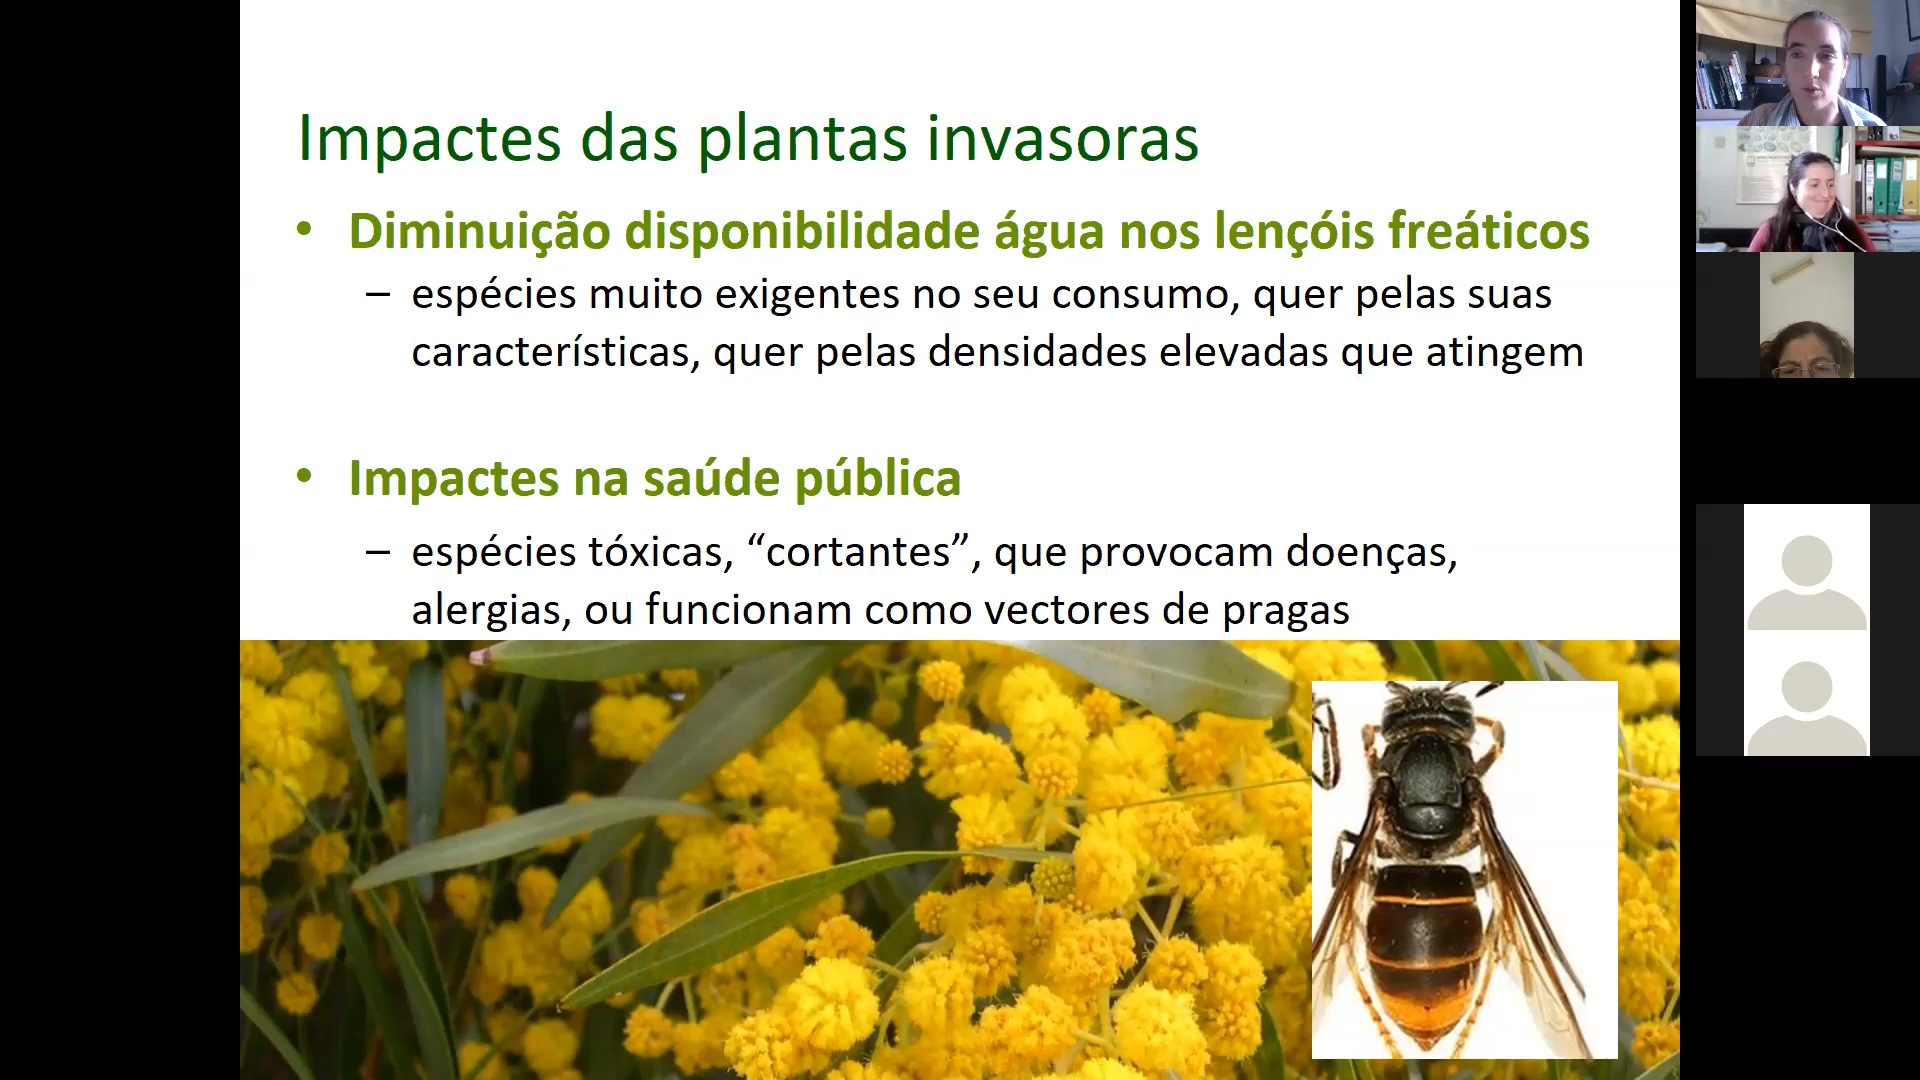 Impactes das plantas invasoras
• Diminuição disponibilidade água nos lençóis freáticos
– espécies muito exigentes no seu consumo, quer pelas suas
características, quer pelas densidades elevadas que atingem
• Impactes na saúde pública
– espécies tóxicas, “cortantes”, que provocam doenças,
alergias, ou funcionam como vectores de pragas